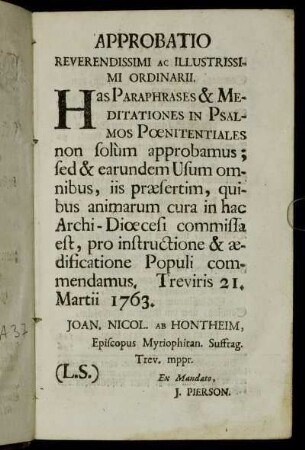 APPROBATIO
REVERENDISSIMI AC ILLUSTRISSI-
MI ORDINARII.
HAS PARAPHRASES & ME-
DITATIONES IN PSAL-
MOS POENITENTIALES
non solùm approbamus;
sed & earundem Usum om-
nibus, iis præsertim, qui-
bus animarum cura in hac
Archi-Diœcesi commissa
est, pro instructione & æ-
dificatione Populi com-
mendamus. Treviris 21.
Martii 1763.
JOAN. NICOL. AB HONTHEIM,
Episcopus Myriophitan. Suffrag.
Trev. mppr.
(L.S.)
Ex Mandato,
J. PIERSON.
A 37